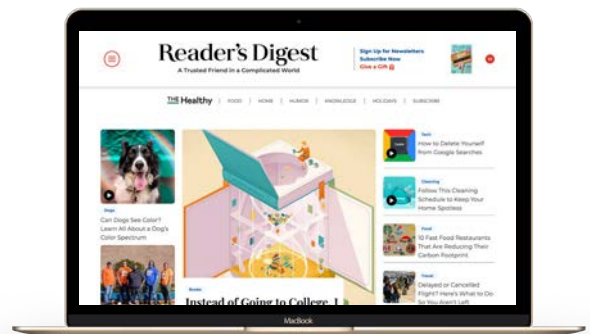 Reader's Digest
A Trusted Friend in a Complicated World
Sign Up for Newsletters
Subscribe Now
Give a Gift
THE Healthy | FOOD | HOME | HUMOR | KNOWLEDGE | HOLIDAYS | SUBSCRIBE
Dogs
Can Dogs See Color?
Learn All About a Dog's
Color Spectrum
Instead of Going to College, I
Tech
How to Delete Yourself
from Google Searches
Cleaning
Follow This Cleaning
Schedule to Keep Your
Home Spotless
Food
10 Fast Food Restaurants
That Are Reducing Their
Carbon Footprint
Travel
Delayed or Cancelled
Flight? Here's What to Do
So You Aren't Left
MacBook